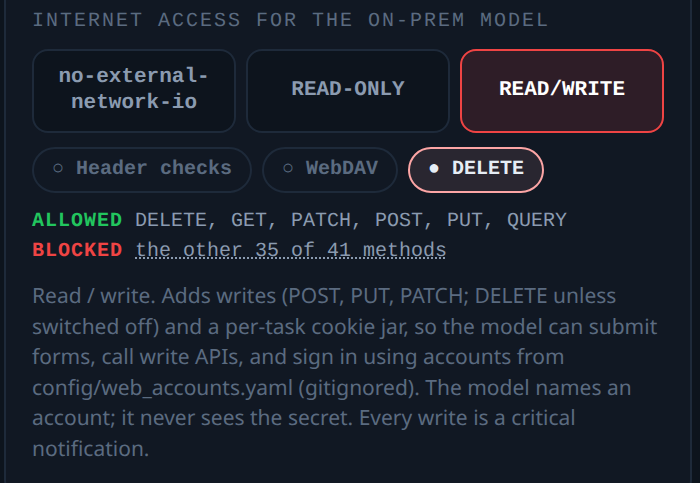 INTERNET ACCESS FOR THE ON-PREM MODEL
no-external-
network-io
READ-ONLY
READ/WRITE
○ Header checks
○ WebDAV
● DELETE
ALLOWED DELETE, GET, PATCH, POST, PUT, QUERY
BLOCKED the other 35 of 41 methods
Read / write. Adds writes (POST, PUT, PATCH; DELETE unless
switched off) and a per-task cookie jar, so the model can submit
forms, call write APIs, and sign in using accounts from
config/web_accounts.yaml (gitignored). The model names an
account; it never sees the secret. Every write is a critical
notification.